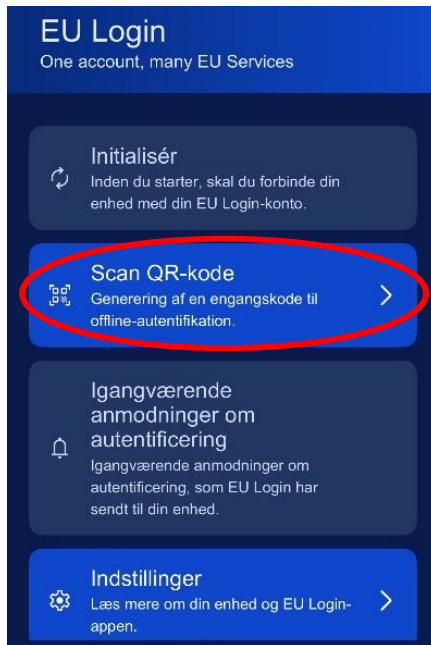 EU Login
One account, many EU Services
Initialisér
Inden du starter, skal du forbinde din
enhed med din EU Login-konto.
Scan QR-kode
Generering af en engangskode til
offline-autentifikation.
Igangværende
anmodninger om
autentificering
Igangværende anmodninger om
autentificering, som EU Login har
sendt til din enhed.
Indstillinger
Læs mere om din enhed og EU Login-
appen.